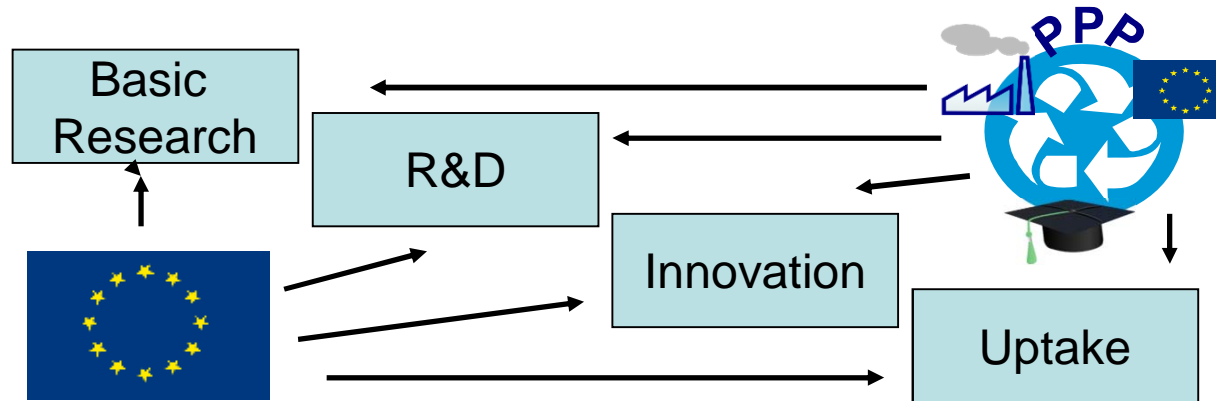 PPP
Basic
Research
R&D
Innovation
Uptake